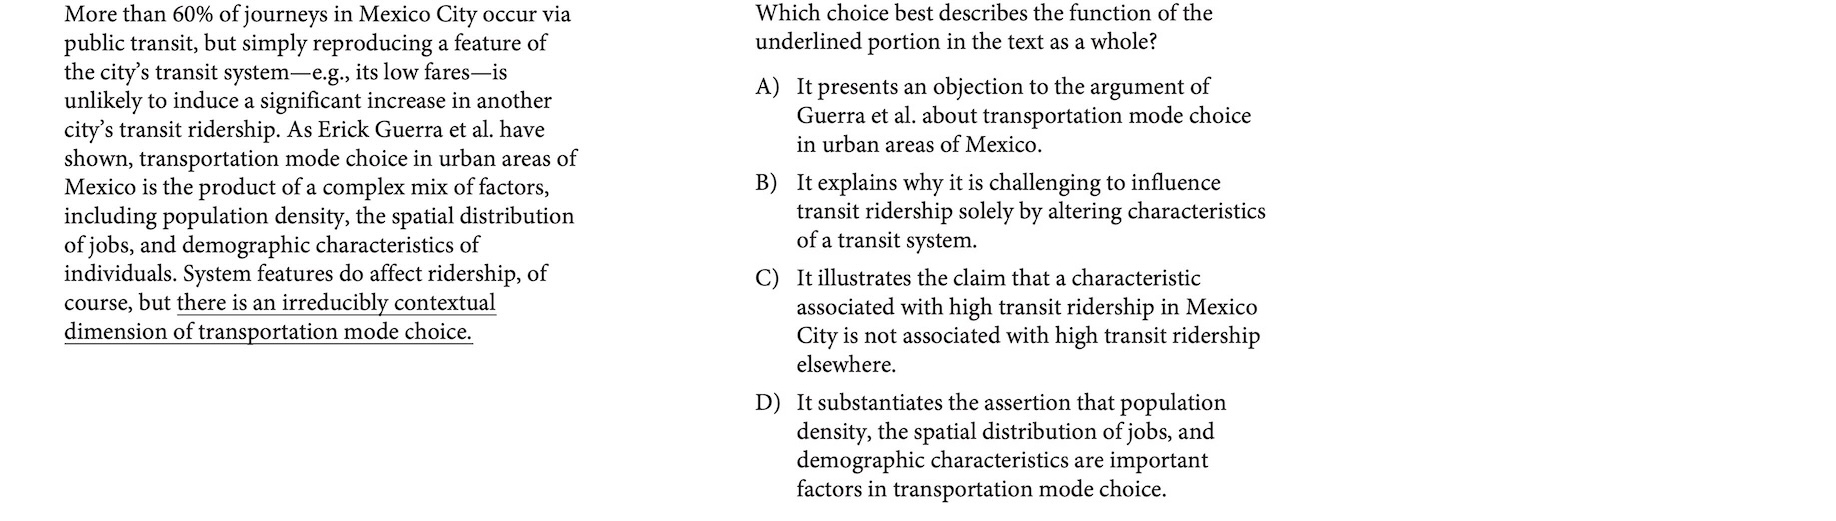 More than 60% of journeys in Mexico City occur via
public transit, but simply reproducing a feature of
the city’s transit system—e.g., its low fares—is
unlikely to induce a significant increase in another
city’s transit ridership. As Erick Guerra et al. have
shown, transportation mode choice in urban areas of
Mexico is the product of a complex mix of factors,
including population density, the spatial distribution
of jobs, and demographic characteristics of
individuals. System features do affect ridership, of
course, but there is an irreducibly contextual
dimension of transportation mode choice.
Which choice best describes the function of the
underlined portion in the text as a whole?
A) It presents an objection to the argument of
Guerra et al. about transportation mode choice
in urban areas of Mexico.
B) It explains why it is challenging to influence
transit ridership solely by altering characteristics
of a transit system.
C) It illustrates the claim that a characteristic
associated with high transit ridership in Mexico
City is not associated with high transit ridership
elsewhere.
D) It substantiates the assertion that population
density, the spatial distribution of jobs, and
demographic characteristics are important
factors in transportation mode choice.